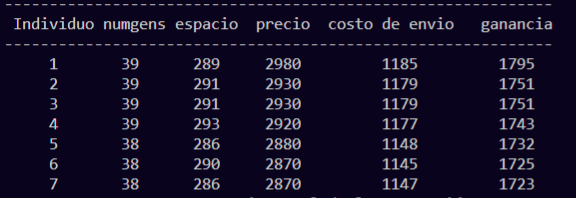 Individuo numgens espacio precio costo de envio ganancia
1 39 289 2980 1185 1795
2 39 291 2930 1179 1751
3 39 291 2930 1179 1751
4 39 293 2920 1177 1743
5 38 286 2880 1148 1732
6 38 290 2870 1145 1725
7 38 286 2870 1147 1723